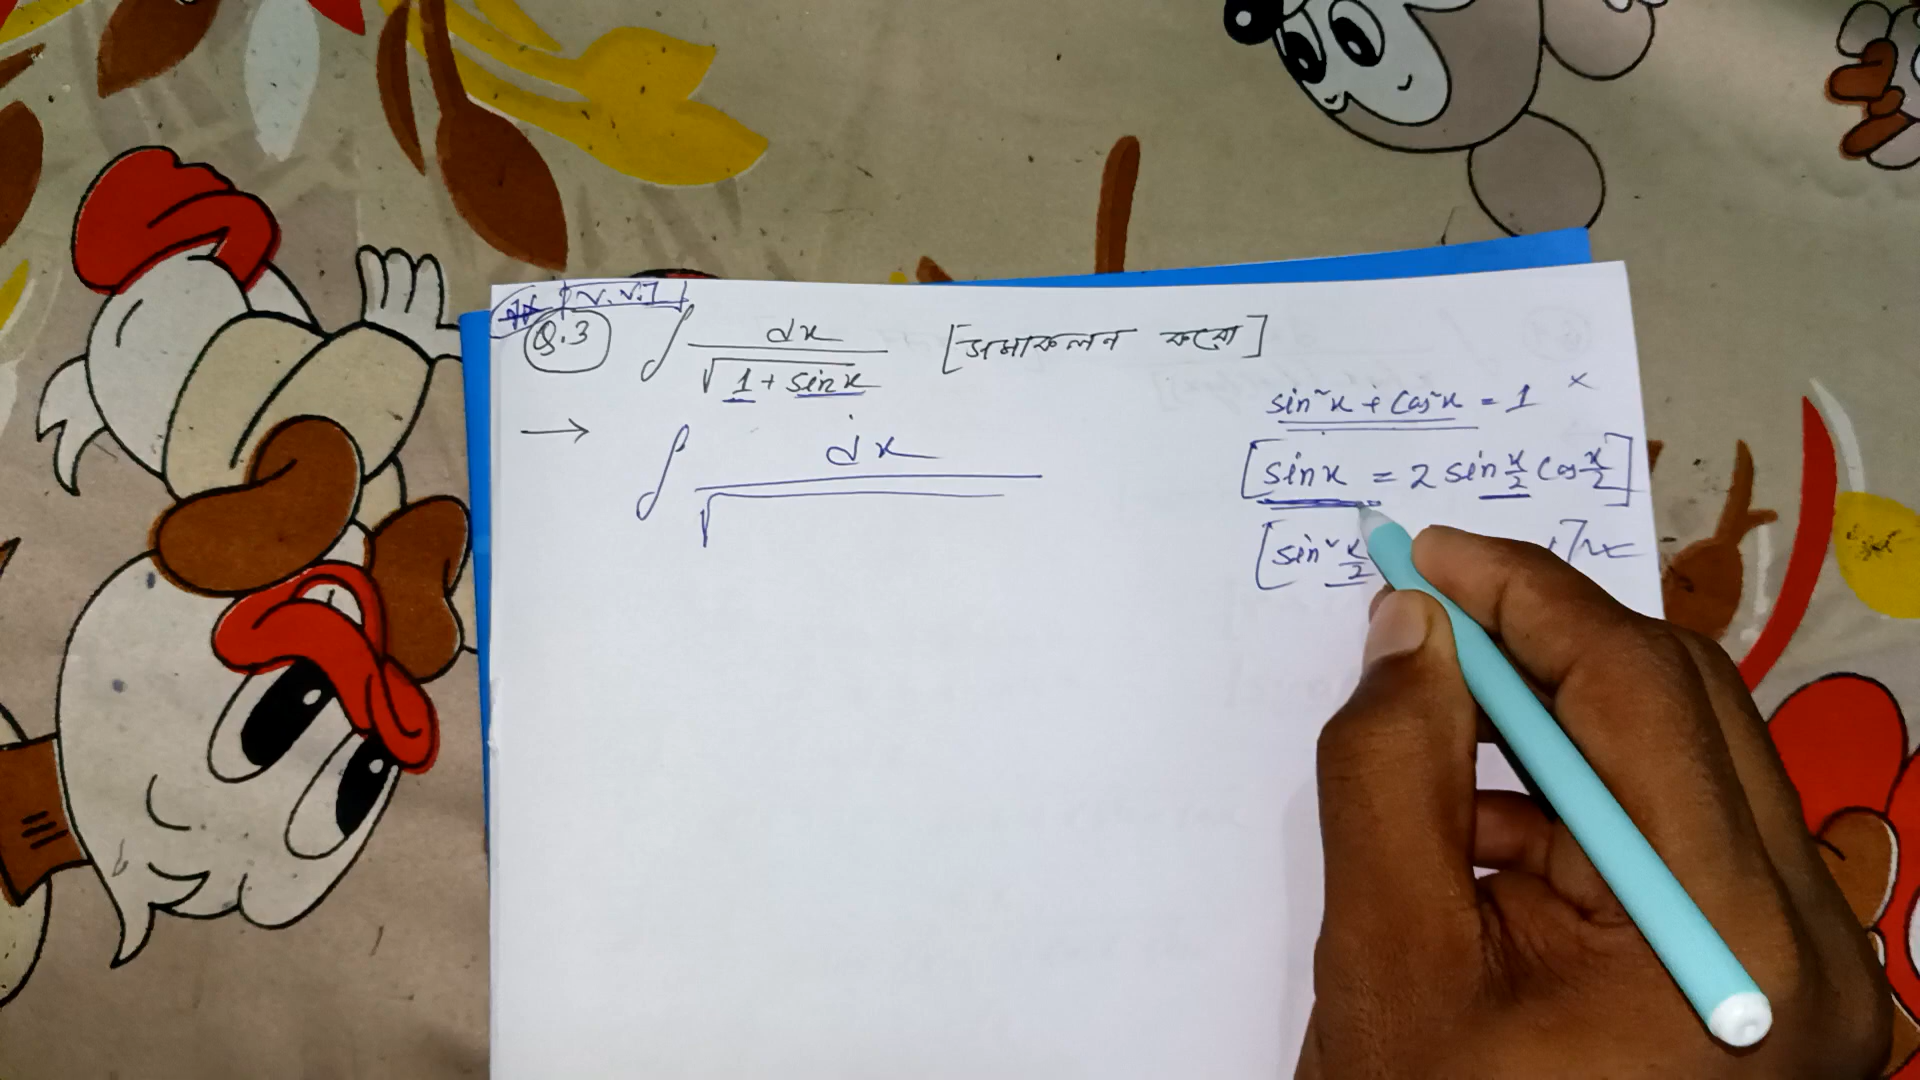 [V.V.I]
Q.3 ∫ dx / √(1 + sinx) [সমাকলন করো]
sin²x + cos²x = 1 ×
→ ∫ dx / √
[sinx = 2 sin x/2 cos x/2]
[sin² x/2